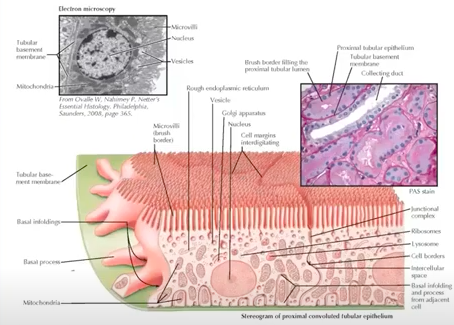 Electron microscopy
Microvilli
Nucleus
Tubular
basement
membrane
Vesicles
Mitochondria
From Ovalle W, Nahirney P. Netter's
Essential Histology. Philadelphia,
Saunders, 2008, page 365.
Proximal tubular epithelium
Tubular basement
membrane
Collecting duct
Brush border filling the
proximal tubular lumen
PAS stain
Rough endoplasmic reticulum
Vesicle
Golgi apparatus
Nucleus
Cell margins
interdigitating
Microvilli
(brush
border)
Tubular base-
ment membrane
Basal infoldings
Basal process
Mitochondria
Junctional
complex
Ribosomes
Lysosome
Cell borders
Intercellular
space
Basal infolding
and process
from adjacent
cell
Stereogram of proximal convoluted tubular epithelium